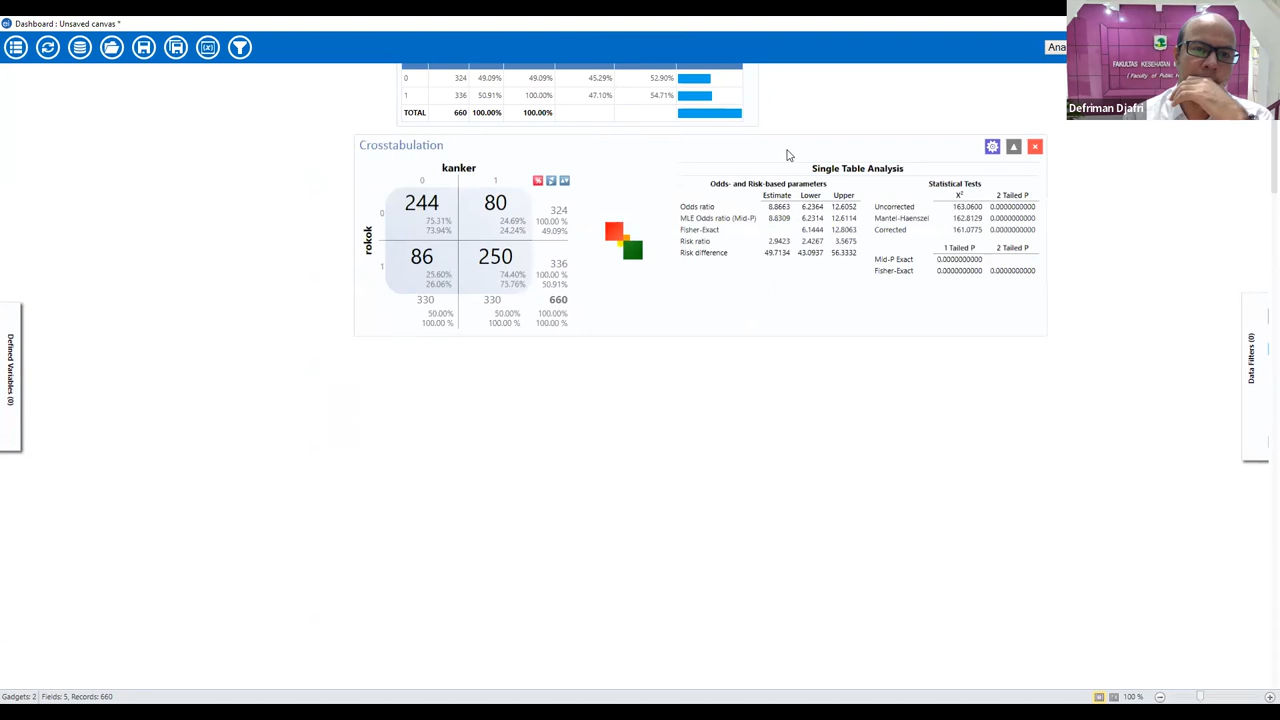 Dashboard : Unsaved canvas *
FAKULTAS KESEHATAN
( Faculty of Public H
Defriman Djafri
0 324 49.09% 49.09% 45.29% 52.90%
1 336 50.91% 100.00% 47.10% 54.71%
TOTAL 660 100.00% 100.00%
Crosstabulation
kanker
0 1
rokok
0 244 80 324
75.31% 24.69% 100.00 %
73.94% 24.24% 49.09%
1 86 250 336
25.60% 74.40% 100.00 %
26.06% 75.76% 50.91%
330 330 660
50.00% 50.00% 100.00%
100.00 % 100.00 % 100.00 %
Single Table Analysis
Odds- and Risk-based parameters
Estimate Lower Upper
Odds ratio 8.8663 6.2364 12.6052
MLE Odds ratio (Mid-P) 8.8309 6.2314 12.6114
Fisher-Exact 6.1444 12.8063
Risk ratio 2.9423 2.4267 3.5675
Risk difference 49.7134 43.0937 56.3332
Statistical Tests
X² 2 Tailed P
Uncorrected 163.0600 0.0000000000
Mantel-Haenszel 162.8129 0.0000000000
Corrected 161.0775 0.0000000000
1 Tailed P 2 Tailed P
Mid-P Exact 0.0000000000
Fisher-Exact 0.0000000000 0.0000000000
Defined Variables (0)
Data Filters (0)
Ana
Gadgets: 2 Fields: 5, Records: 660
100 %